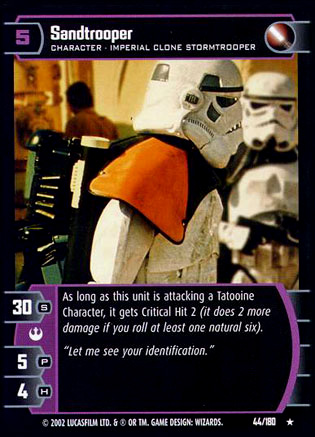 5 Sandtrooper
CHARACTER · IMPERIAL CLONE STORMTROOPER
30 S
As long as this unit is attacking a Tatooine
Character, it gets Critical Hit 2 (it does 2 more
damage if you roll at least one natural six).
“Let me see your identification.”
5 P
4 H
© 2002 LUCASFILM LTD. & ® OR TM. GAME DESIGN: WIZARDS. 44/180